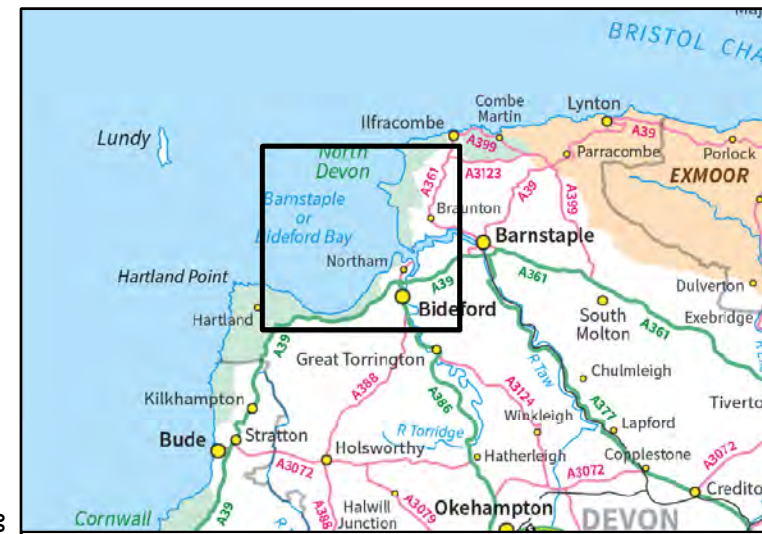 BRISTOL CHA
Combe
Martin
Lynton
Ilfracombe
A39
A399
Lundy
North
Devon
Parracombe
Porlock
A361
A3123
A39
A399
EXMOOR
Barnstaple
or
Bideford Bay
Braunton
Barnstaple
Northam
Hartland Point
A39
A361
Dulverton
Hartland
Bideford
South
Molton
A361
Exebridge
A39
Great Torrington
R Taw
Chulmleigh
A388
A386
A3124
A377
Kilkhampton
Winkleigh
Lapford
Tiverto
R Torridge
Bude
Stratton
Holsworthy
Hatherleigh
Copplestone
A3072
A3072
A3072
Credito
Halwill
Junction
A3079
Okehampton
Cornwall
A39
A388
DEVON